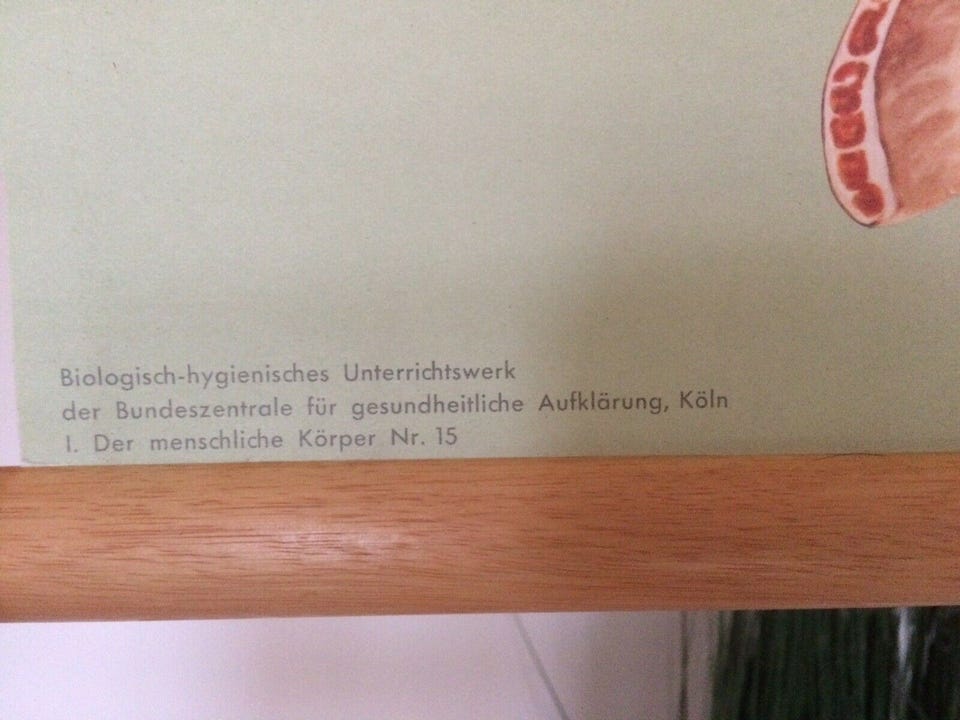 Biologisch-hygienisches Unterrichtswerk
der Bundeszentrale für gesundheitliche Aufklärung, Köln
I. Der menschliche Körper Nr. 15